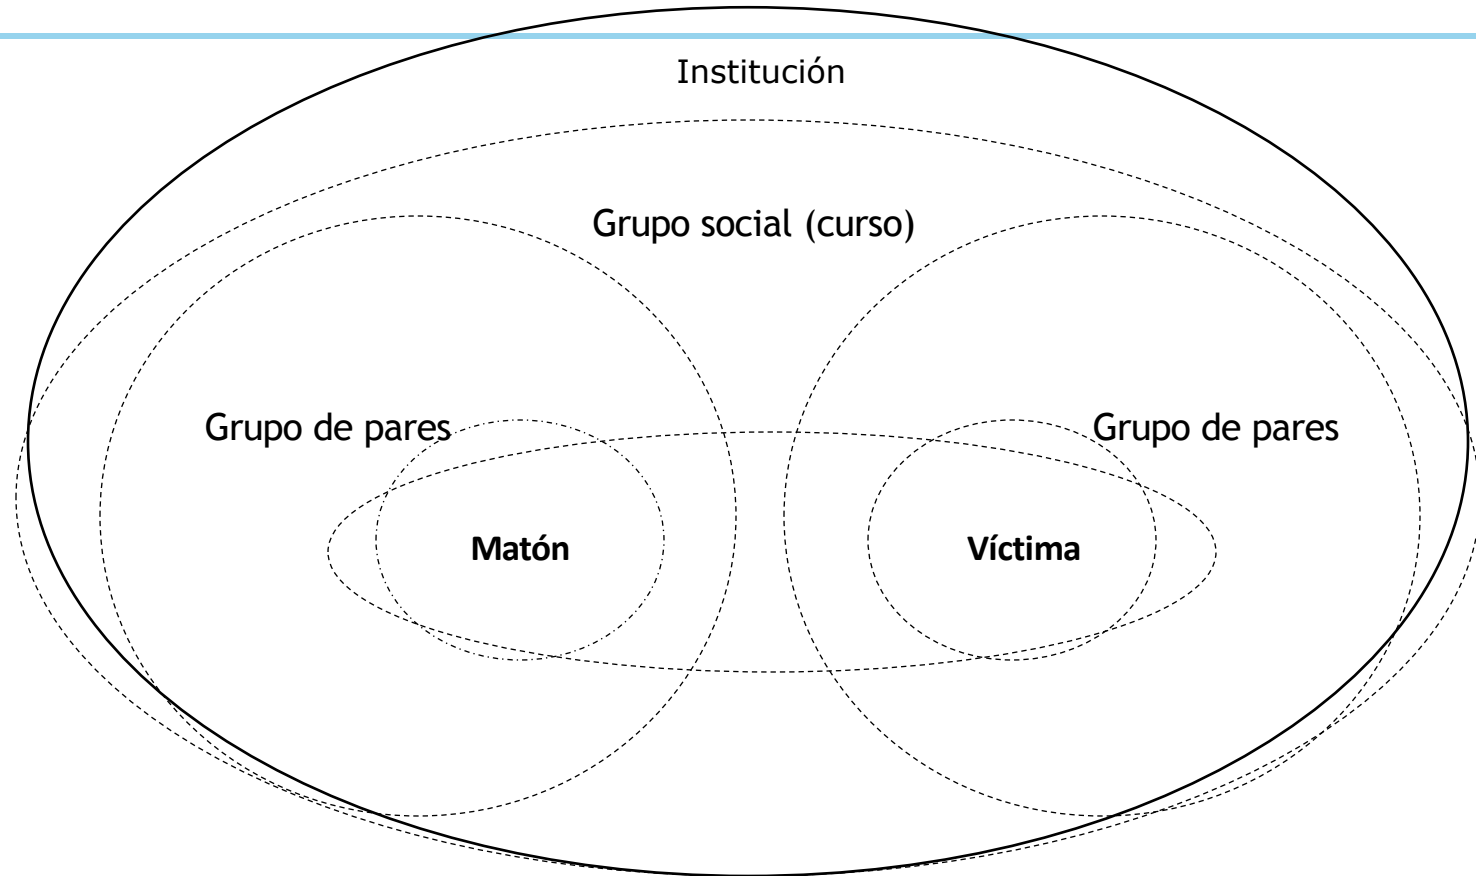 Institución
Grupo social (curso)
Grupo de pares
Grupo de pares
Matón
Víctima